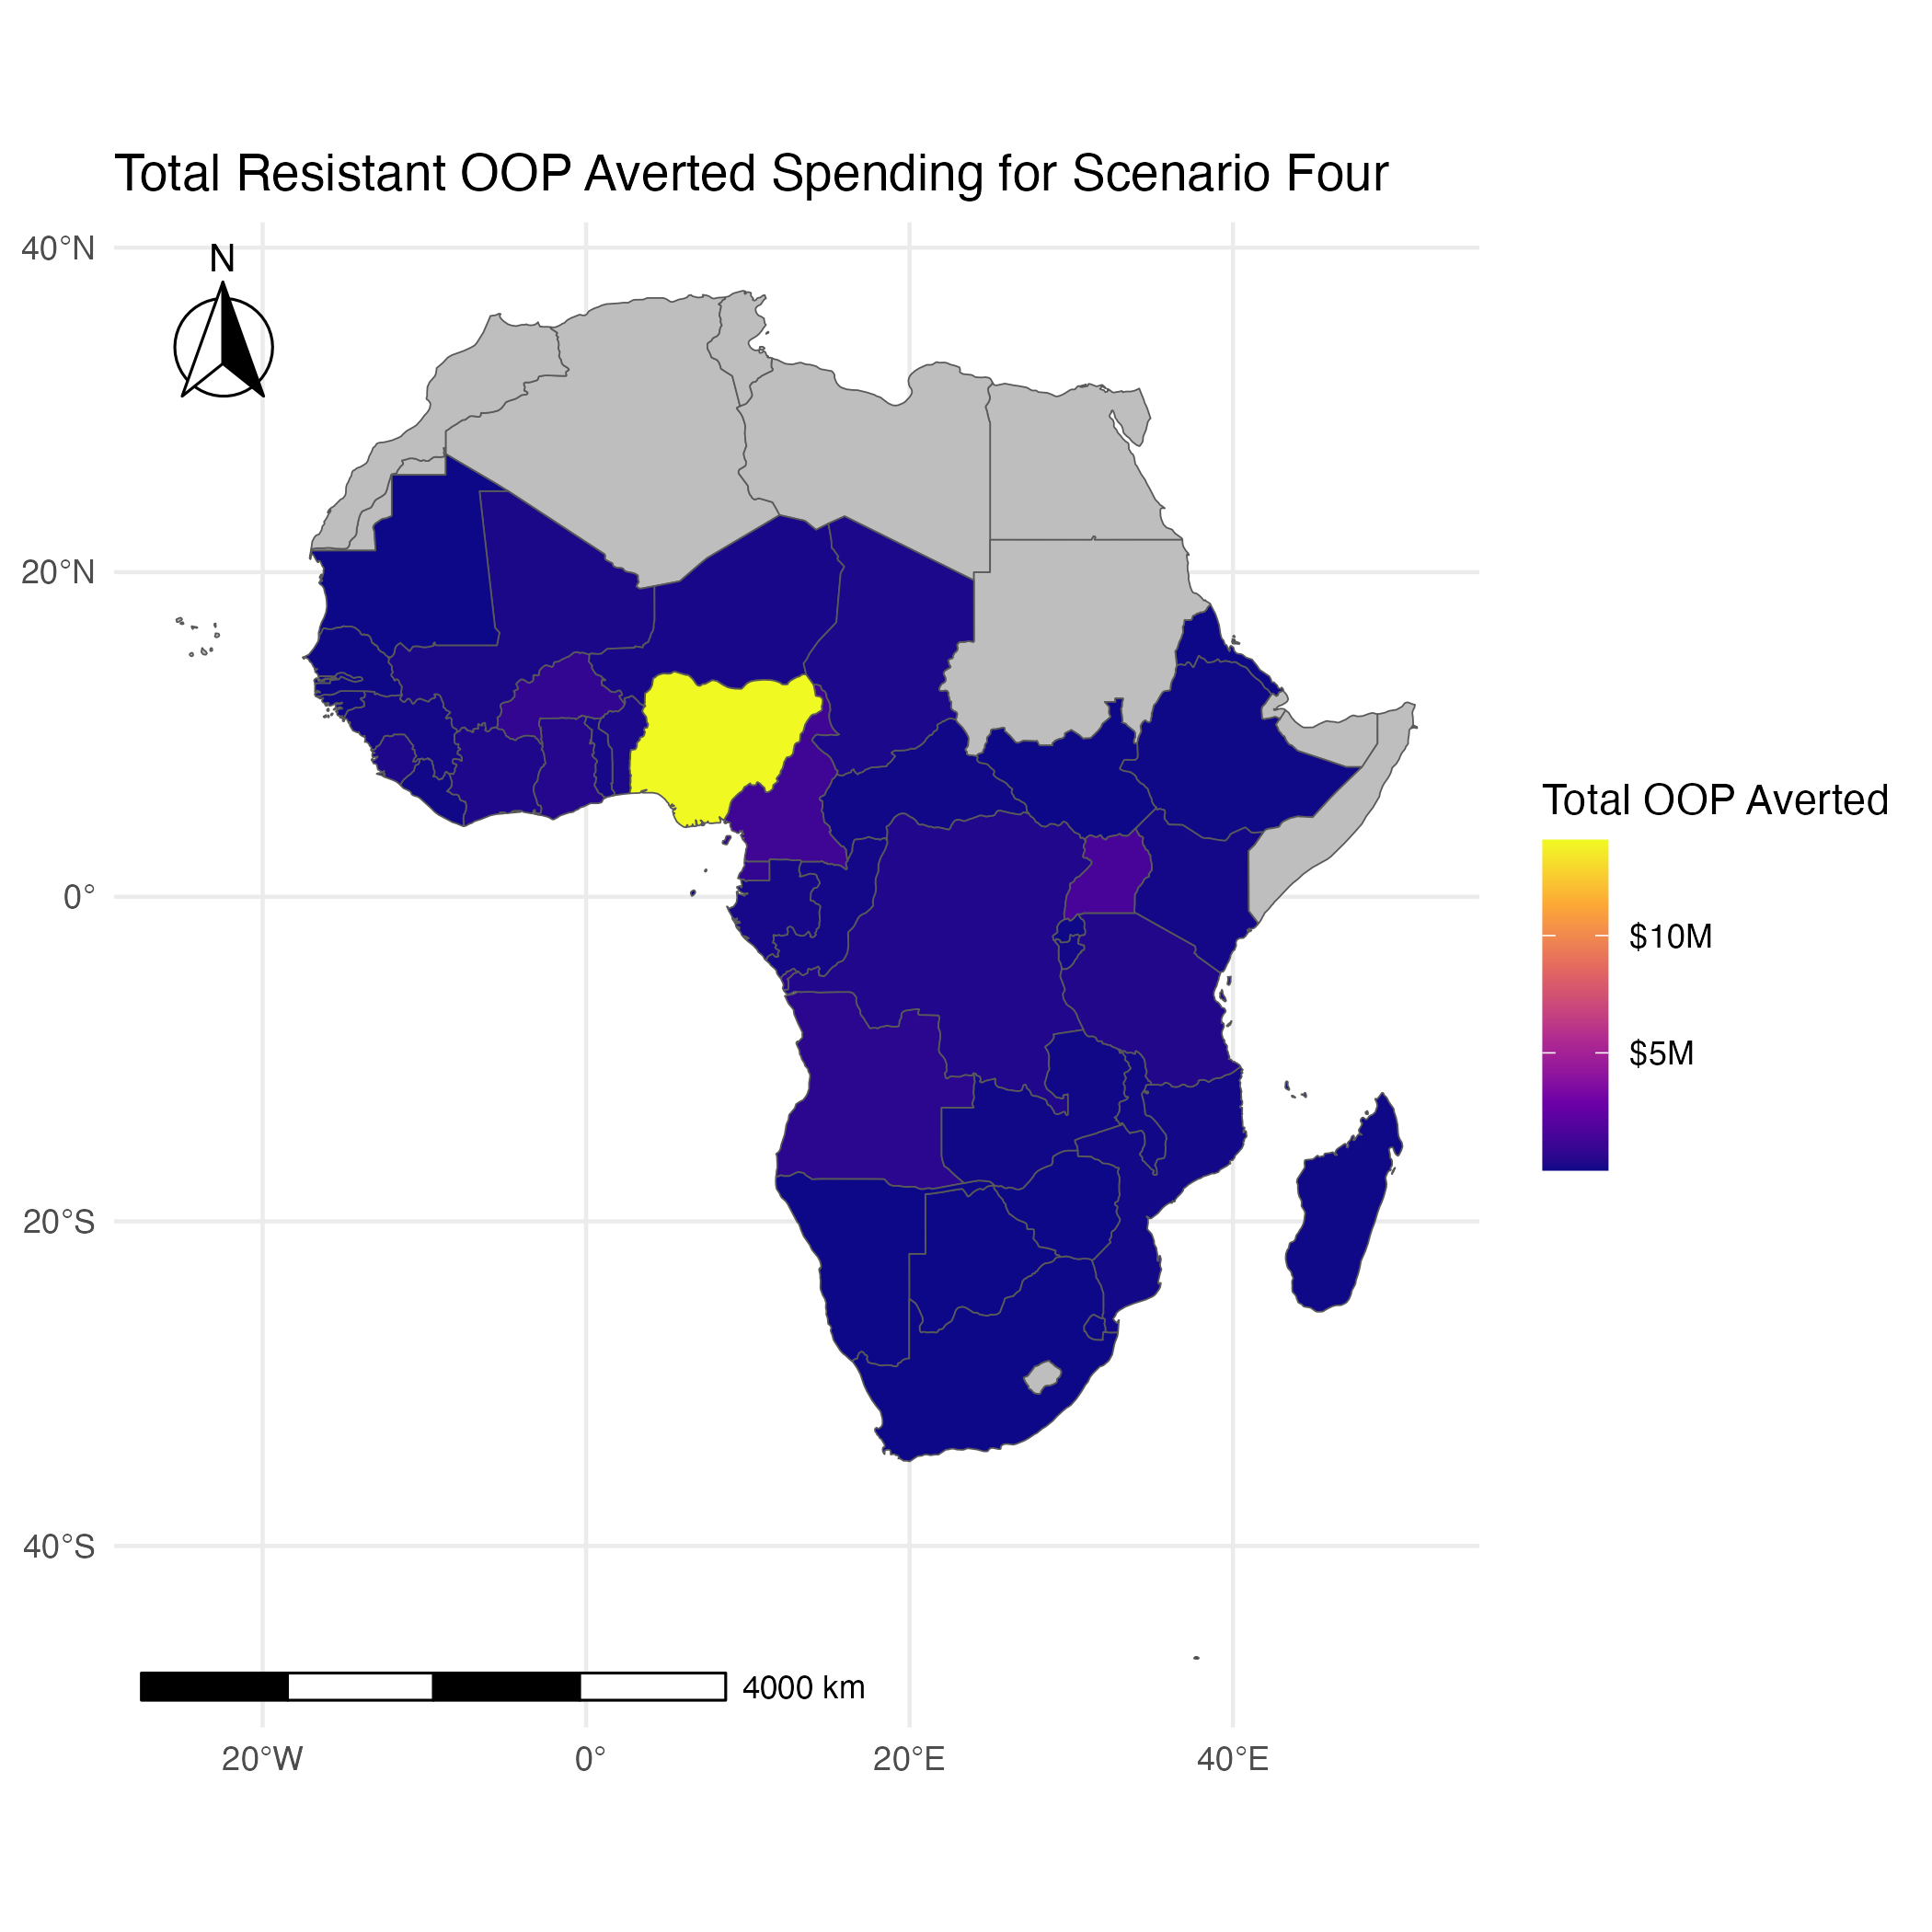 Total Resistant OOP Averted Spending for Scenario Four
40°N
N
20°N
0°
20°S
40°S
Total OOP Averted
$10M
$5M
4000 km
20°W
0°
20°E
40°E